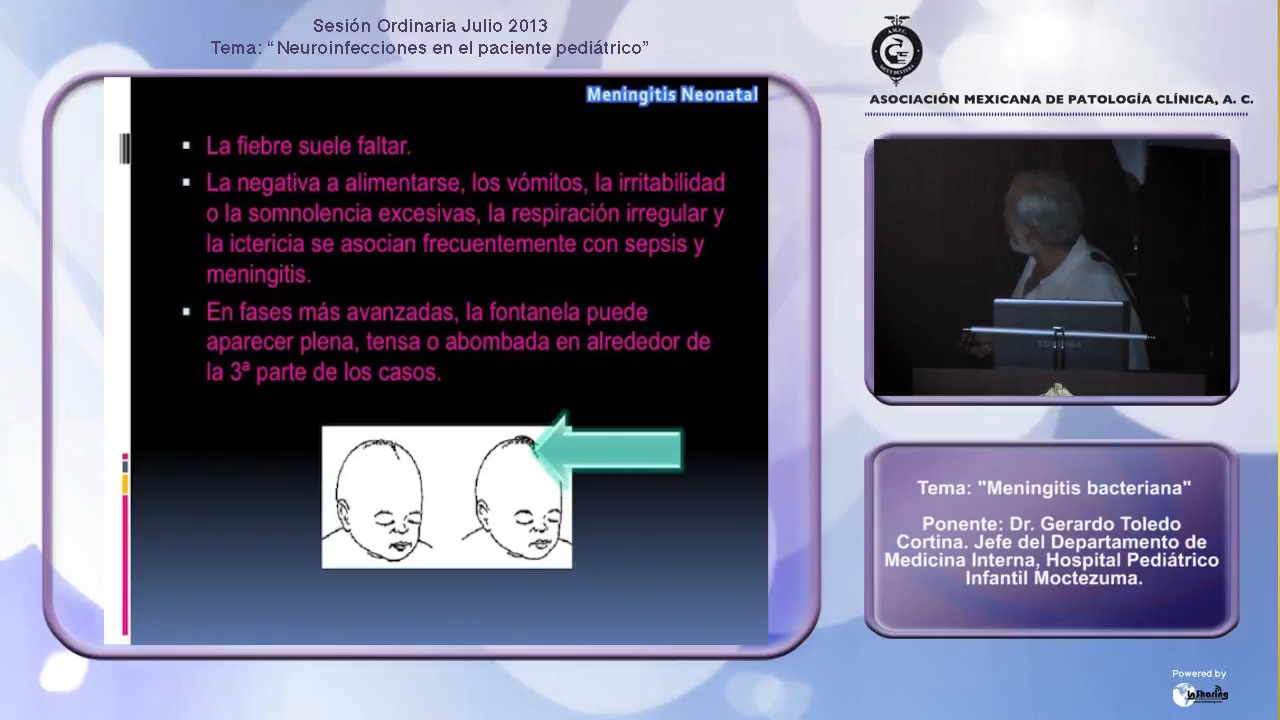 Sesión Ordinaria Julio 2013
Tema: “Neuroinfecciones en el paciente pediátrico”
Meningitis Neonatal
La fiebre suele faltar.
La negativa a alimentarse, los vómitos, la irritabilidad
o la somnolencia excesivas, la respiración irregular y
la ictericia se asocian frecuentemente con sepsis y
meningitis.
En fases más avanzadas, la fontanela puede
aparecer plena, tensa o abombada en alrededor de
la 3ª parte de los casos.
A.M.P.C.
ASOCIACIÓN MEXICANA DE PATOLOGÍA CLÍNICA, A. C.
TOSHIBA
Tema: "Meningitis bacteriana"
Ponente: Dr. Gerardo Toledo
Cortina. Jefe del Departamento de
Medicina Interna, Hospital Pediátrico
Infantil Moctezuma.
Powered by
InSharing